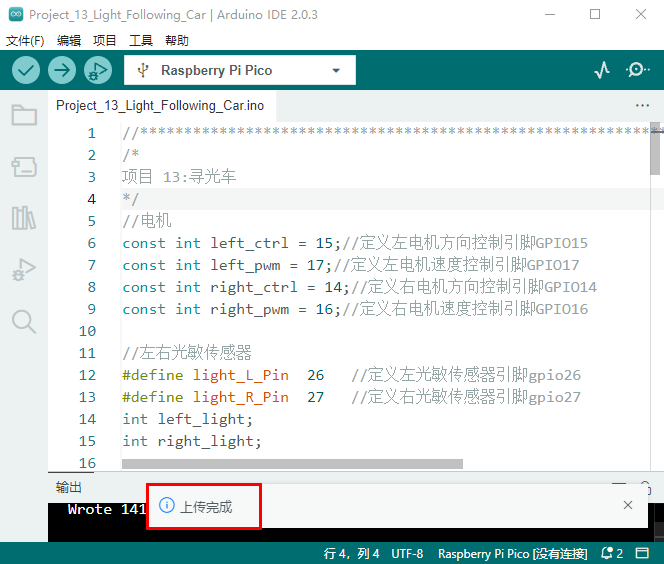 Project_13_Light_Following_Car | Arduino IDE 2.0.3
文件(F) 编辑 项目 工具 帮助
Raspberry Pi Pico
Project_13_Light_Following_Car.ino
1 //************************************************************
2 /*
3 项目 13:寻光车
4 */
5 //电机
6 const int left_ctrl = 15;//定义左电机方向控制引脚GPIO15
7 const int left_pwm = 17;//定义左电机速度控制引脚GPIO17
8 const int right_ctrl = 14;//定义右电机方向控制引脚GPIO14
9 const int right_pwm = 16;//定义右电机速度控制引脚GPIO16
10
11 //左右光敏传感器
12 #define light_L_Pin 26 //定义左光敏传感器引脚gpio26
13 #define light_R_Pin 27 //定义右光敏传感器引脚gpio27
14 int left_light;
15 int right_light;
16
输出
Wrote 141
上传完成
行 4，列 4 UTF-8 Raspberry Pi Pico [没有连接] 2